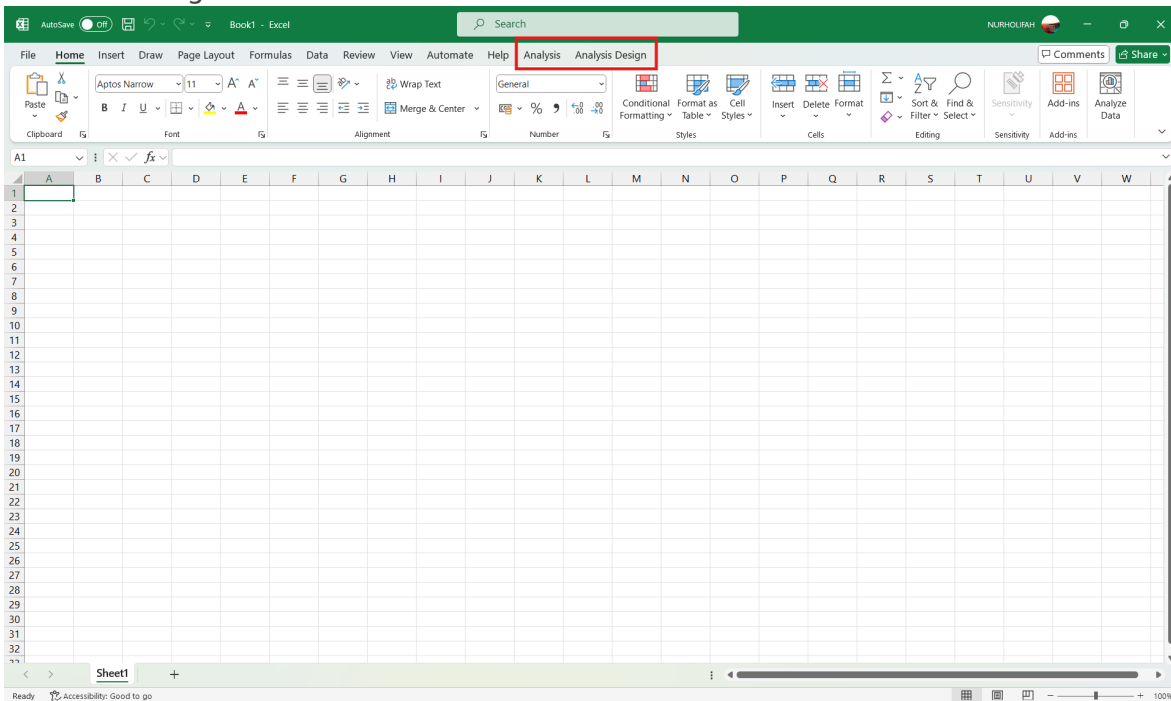 AutoSave Off Book1 - Excel Search NURHOLIFAH
File Home Insert Draw Page Layout Formulas Data Review View Automate Help Analysis Analysis Design Comments Share
Paste
Clipboard
Aptos Narrow 11 A^ A˅
B I U A
Font
Wrap Text
Merge & Center
Alignment
General
% 9 .00 .00
Number
Conditional Formatting
Format as Table
Cell Styles
Styles
Insert
Delete
Format
Cells
Sort & Filter
Find & Select
Editing
Sensitivity
Sensitivity
Add-ins
Add-ins
Analyze Data
A1 fx
A B C D E F G H I J K L M N O P Q R S T U V W
1
2
3
4
5
6
7
8
9
10
11
12
13
14
15
16
17
18
19
20
21
22
23
24
25
26
27
28
29
30
31
32
Sheet1 +
Ready Accessibility: Good to go 100%